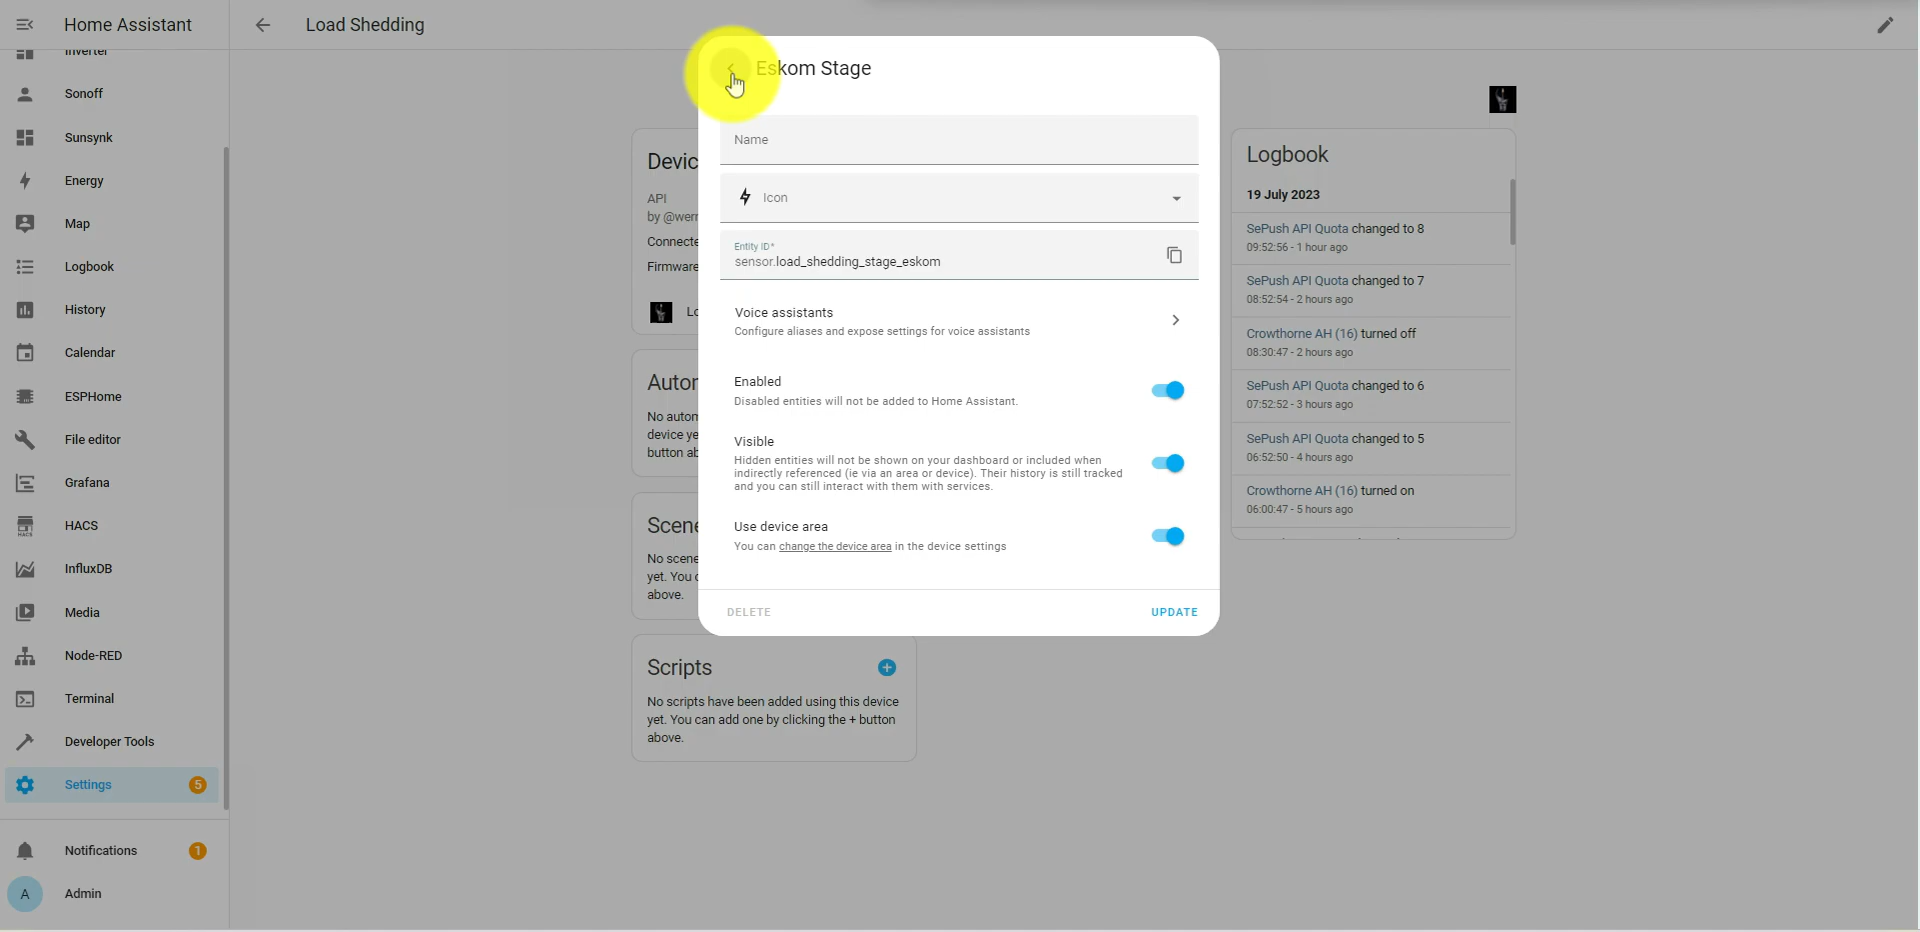 Home Assistant
Load Shedding
Inverter
Sonoff
Sunsynk
Energy
Map
Logbook
History
Calendar
ESPHome
File editor
Grafana
HACS
HACS
InfluxDB
Media
Node-RED
Terminal
Developer Tools
Settings
5
Notifications
1
A
Admin
Devic
API
by @werr
Connecte
Firmware
Lo
Auton
No autom
device ye
button ab
Scene
No scene
yet. You c
above.
Scripts
No scripts have been added using this device
yet. You can add one by clicking the + button
above.
Eskom Stage
Name
Icon
Entity ID*
sensor.load_shedding_stage_eskom
Voice assistants
Configure aliases and expose settings for voice assistants
Enabled
Disabled entities will not be added to Home Assistant.
Visible
Hidden entities will not be shown on your dashboard or included when
indirectly referenced (ie via an area or device). Their history is still tracked
and you can still interact with them with services.
Use device area
You can change the device area in the device settings
DELETE
UPDATE
Logbook
19 July 2023
SePush API Quota changed to 8
09:52:56 - 1 hour ago
SePush API Quota changed to 7
08:52:54 - 2 hours ago
Crowthorne AH (16) turned off
08:30:47 - 2 hours ago
SePush API Quota changed to 6
07:52:52 - 3 hours ago
SePush API Quota changed to 5
06:52:50 - 4 hours ago
Crowthorne AH (16) turned on
06:00:47 - 5 hours ago